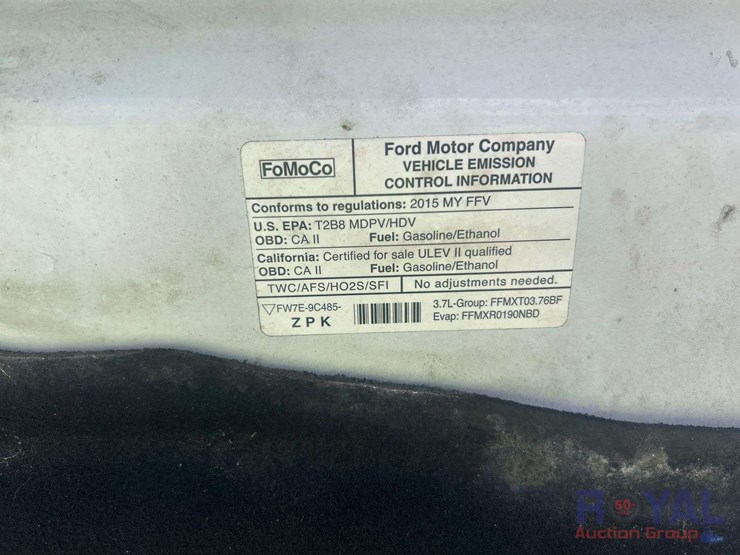 FoMoCo
Ford Motor Company
VEHICLE EMISSION
CONTROL INFORMATION
Conforms to regulations: 2015 MY FFV
U.S. EPA: T2B8 MDPV/HDV
OBD: CA II Fuel: Gasoline/Ethanol
California: Certified for sale ULEV II qualified
OBD: CA II Fuel: Gasoline/Ethanol
TWC/AFS/HO2S/SFI No adjustments needed.
FW7E-9C485-
ZPK
3.7L-Group: FFMXT03.76BF
Evap: FFMXR0190NBD
ROYAL
50
Auction Group